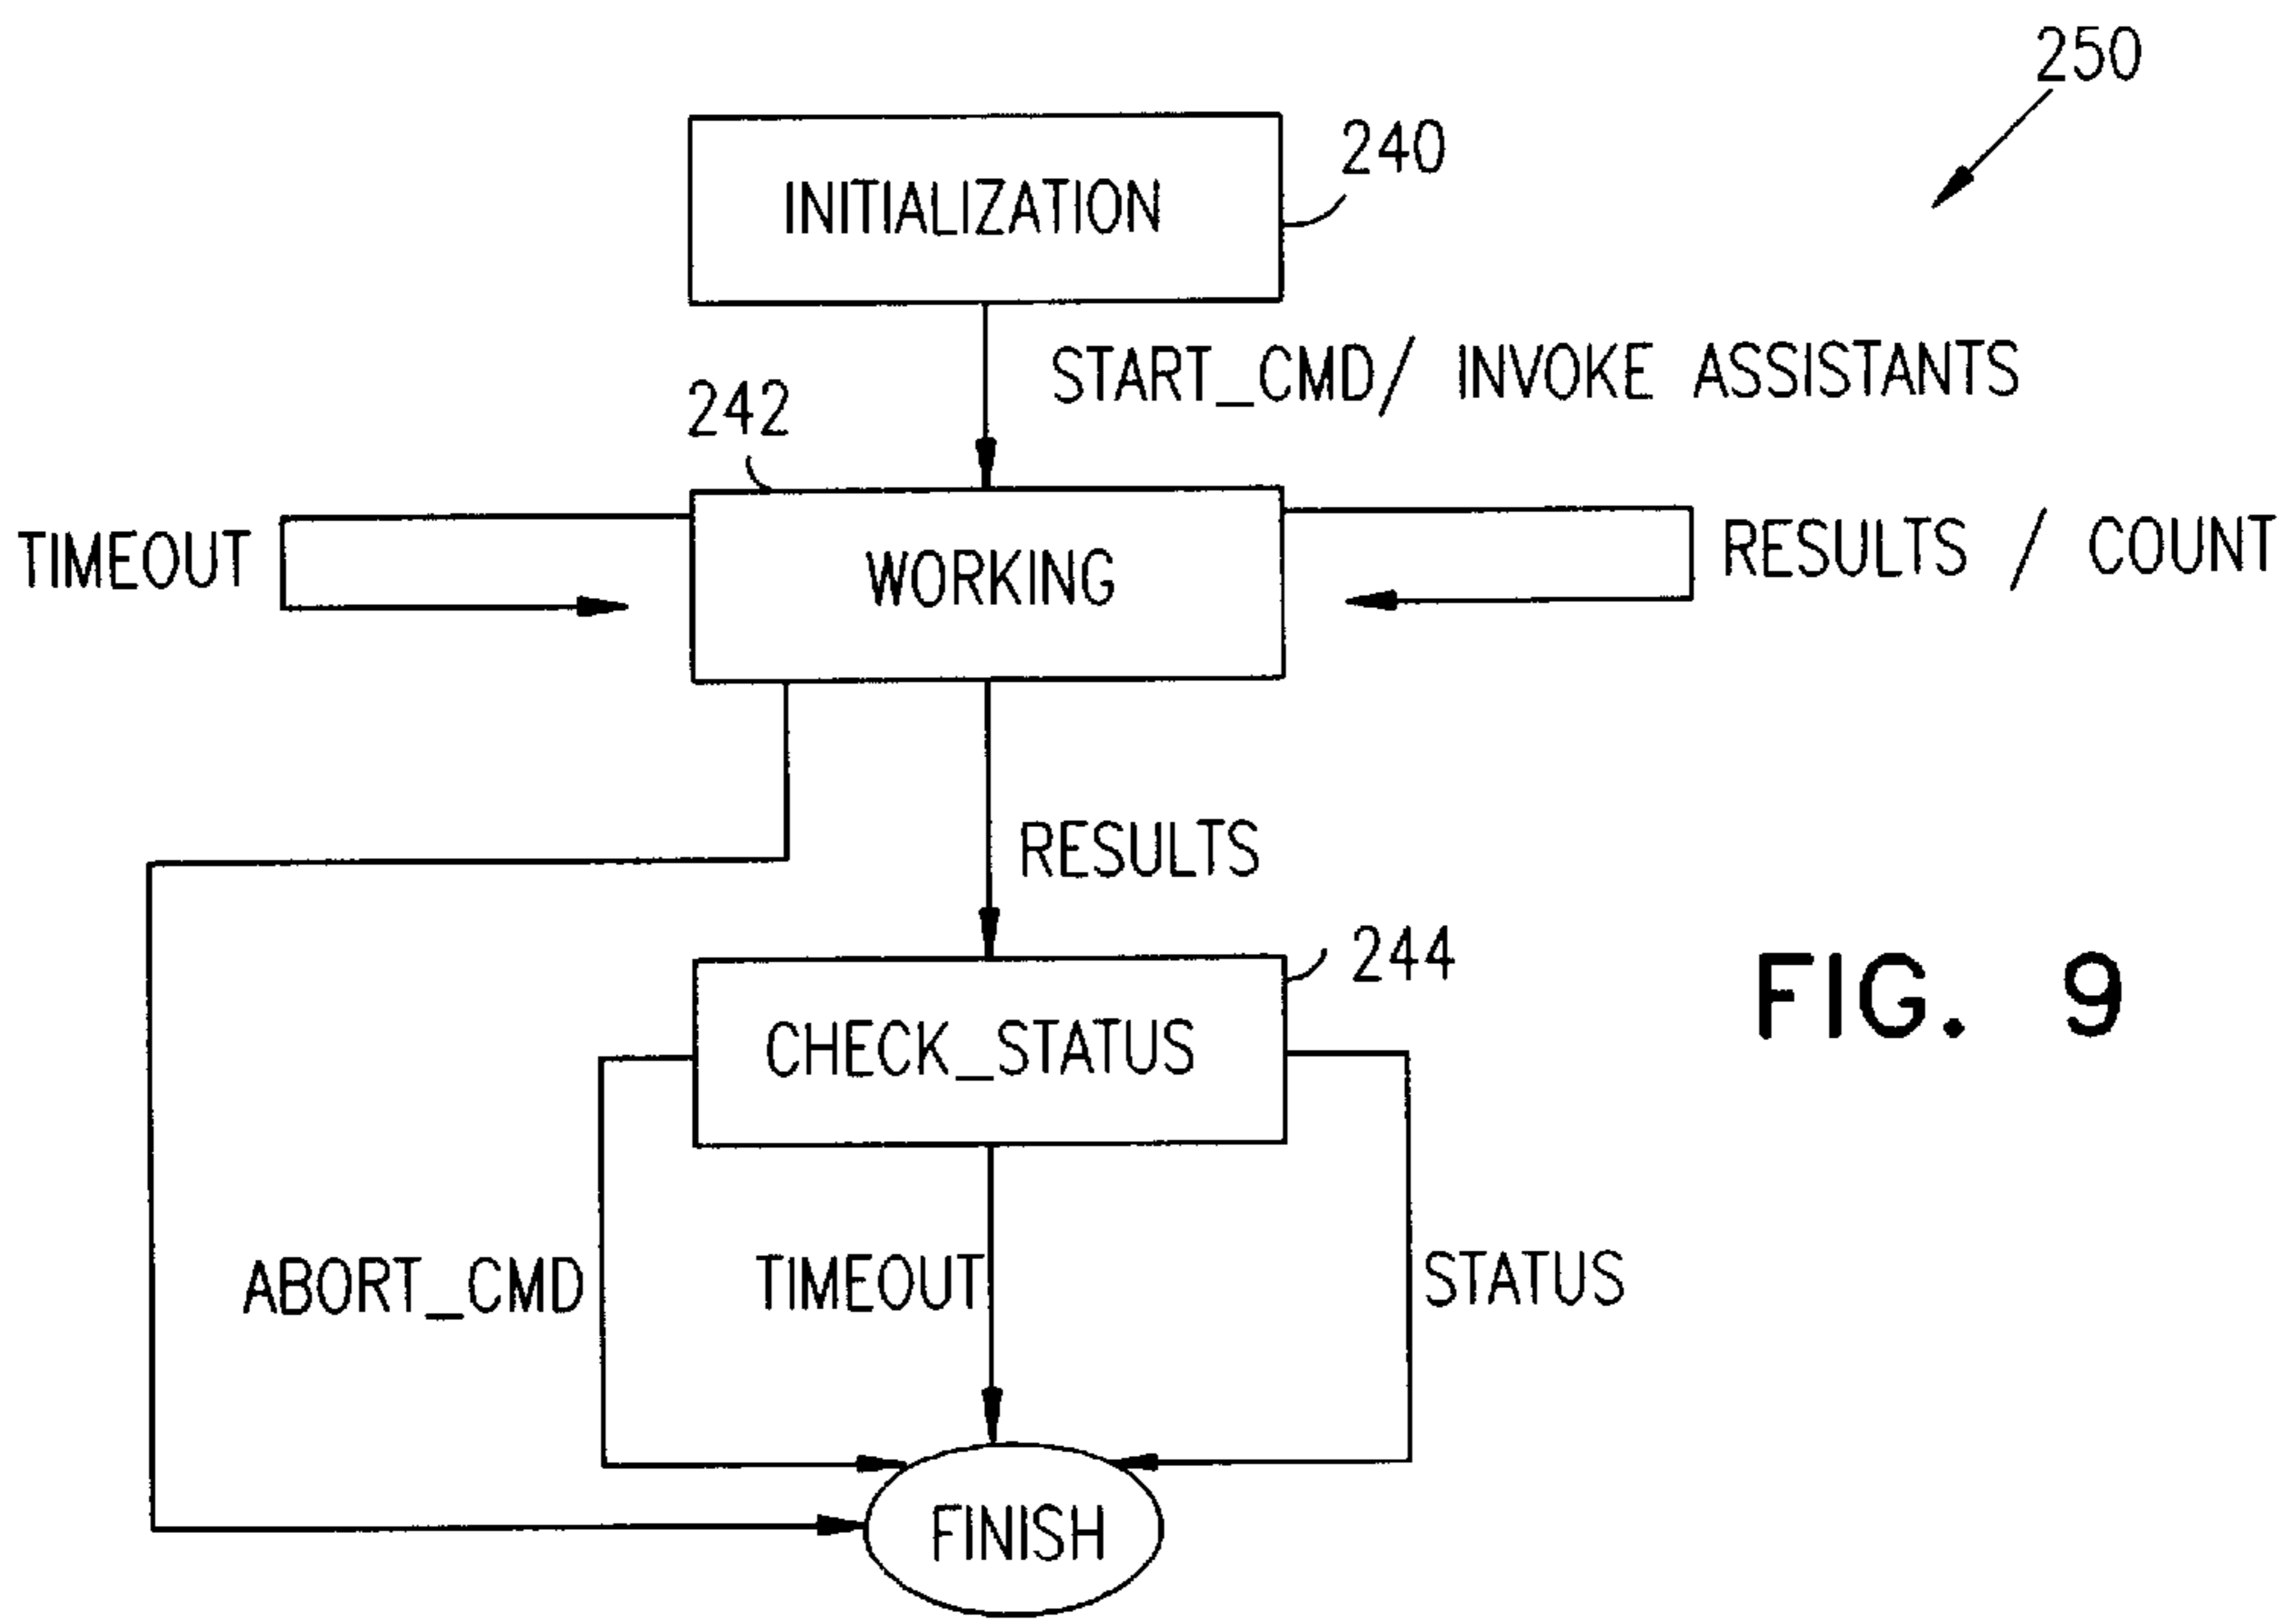 250
INITIALIZATION
240
START_CMD/ INVOKE ASSISTANTS
242
TIMEOUT
WORKING
RESULTS / COUNT
RESULTS
244
CHECK_STATUS
FIG. 9
ABORT_CMD
TIMEOUT
STATUS
FINISH